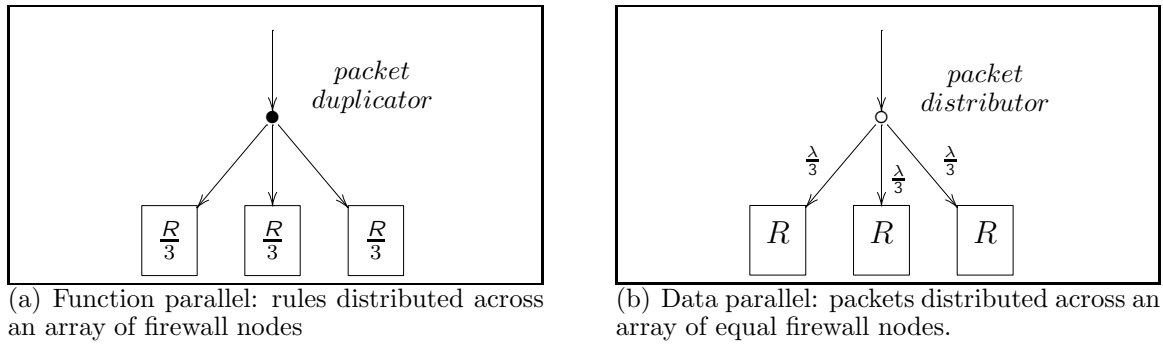 packet
duplicator
R/3 R/3 R/3
(a) Function parallel: rules distributed across
an array of firewall nodes
packet
distributor
λ/3 λ/3 λ/3
R R R
(b) Data parallel: packets distributed across an
array of equal firewall nodes.